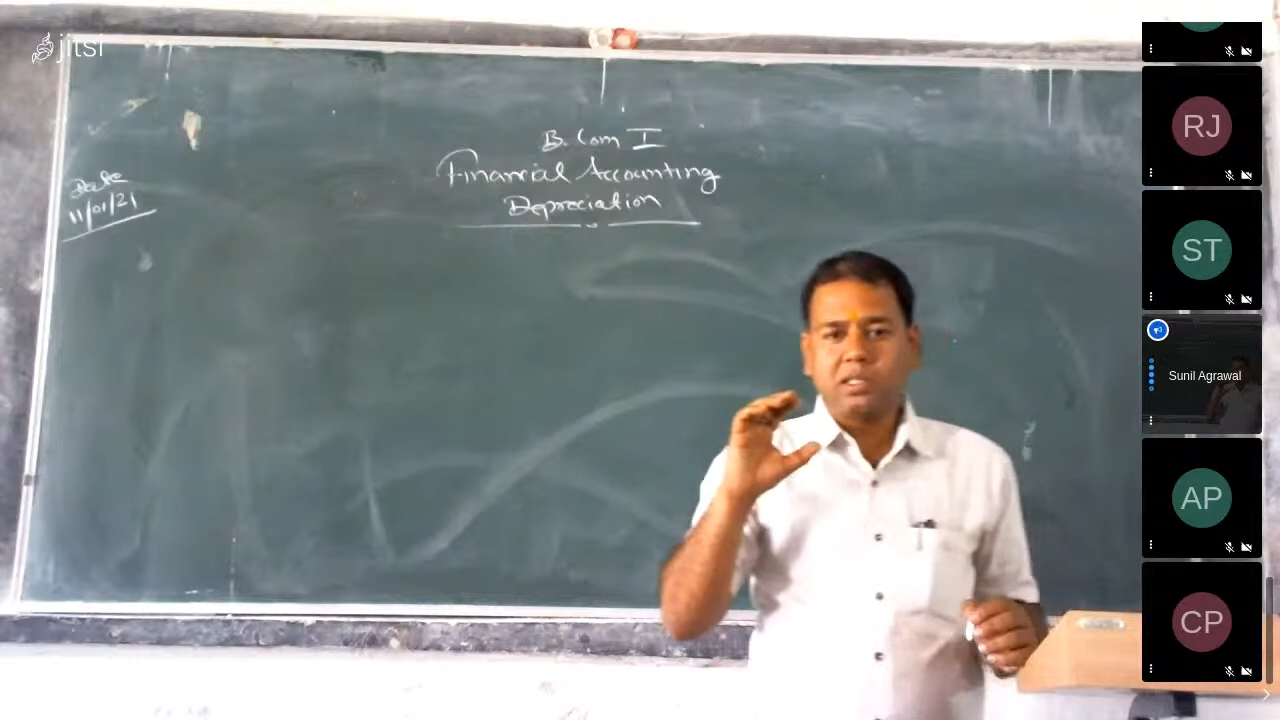 jitsi
B. Com I
Financial Accounting
Depreciation
Date
11/01/21
RJ
ST
Sunil Agrawal
AP
CP